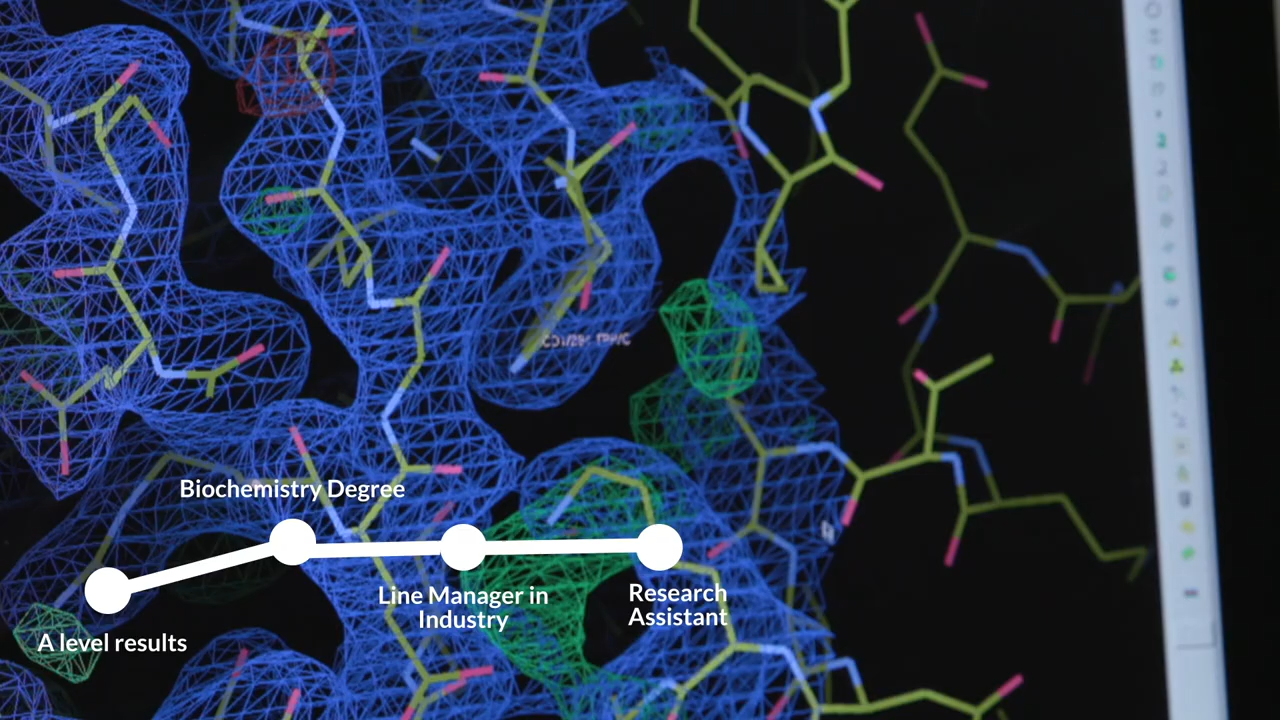 Biochemistry Degree
Line Manager in
Industry
Research
Assistant
A level results